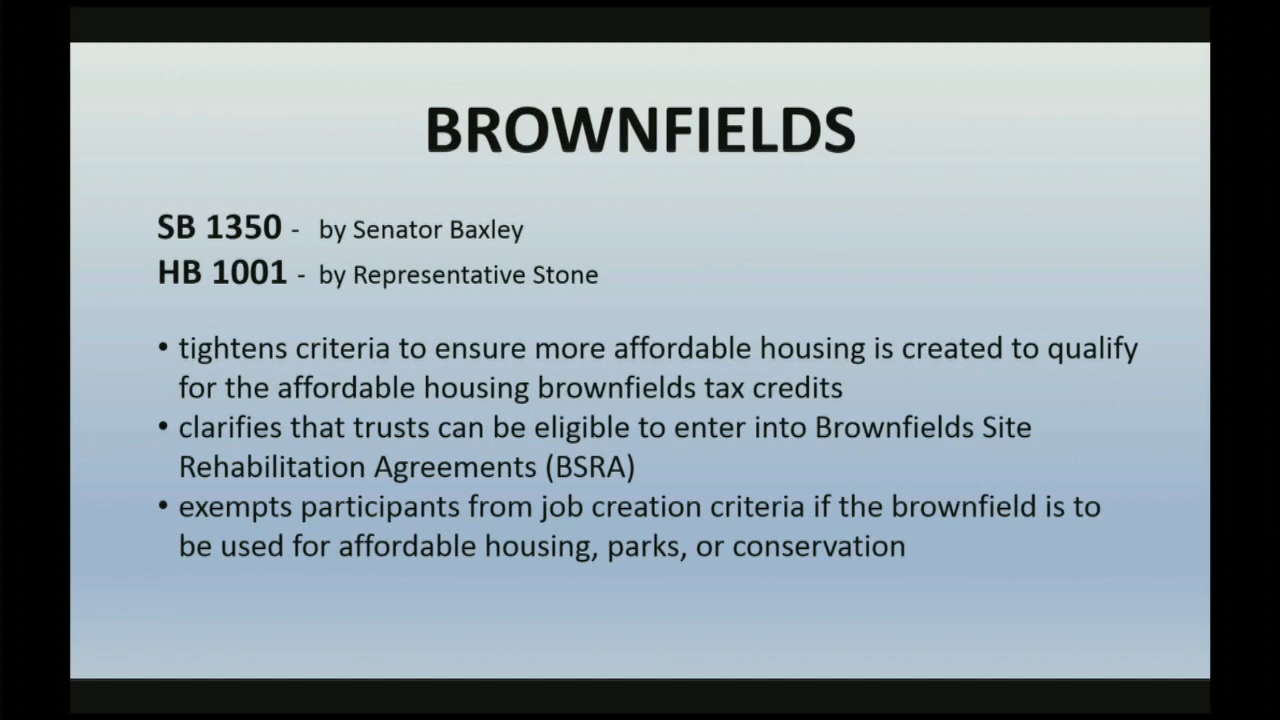 BROWNFIELDS
SB 1350 - by Senator Baxley
HB 1001 - by Representative Stone
• tightens criteria to ensure more affordable housing is created to qualify
for the affordable housing brownfields tax credits
• clarifies that trusts can be eligible to enter into Brownfields Site
Rehabilitation Agreements (BSRA)
• exempts participants from job creation criteria if the brownfield is to
be used for affordable housing, parks, or conservation